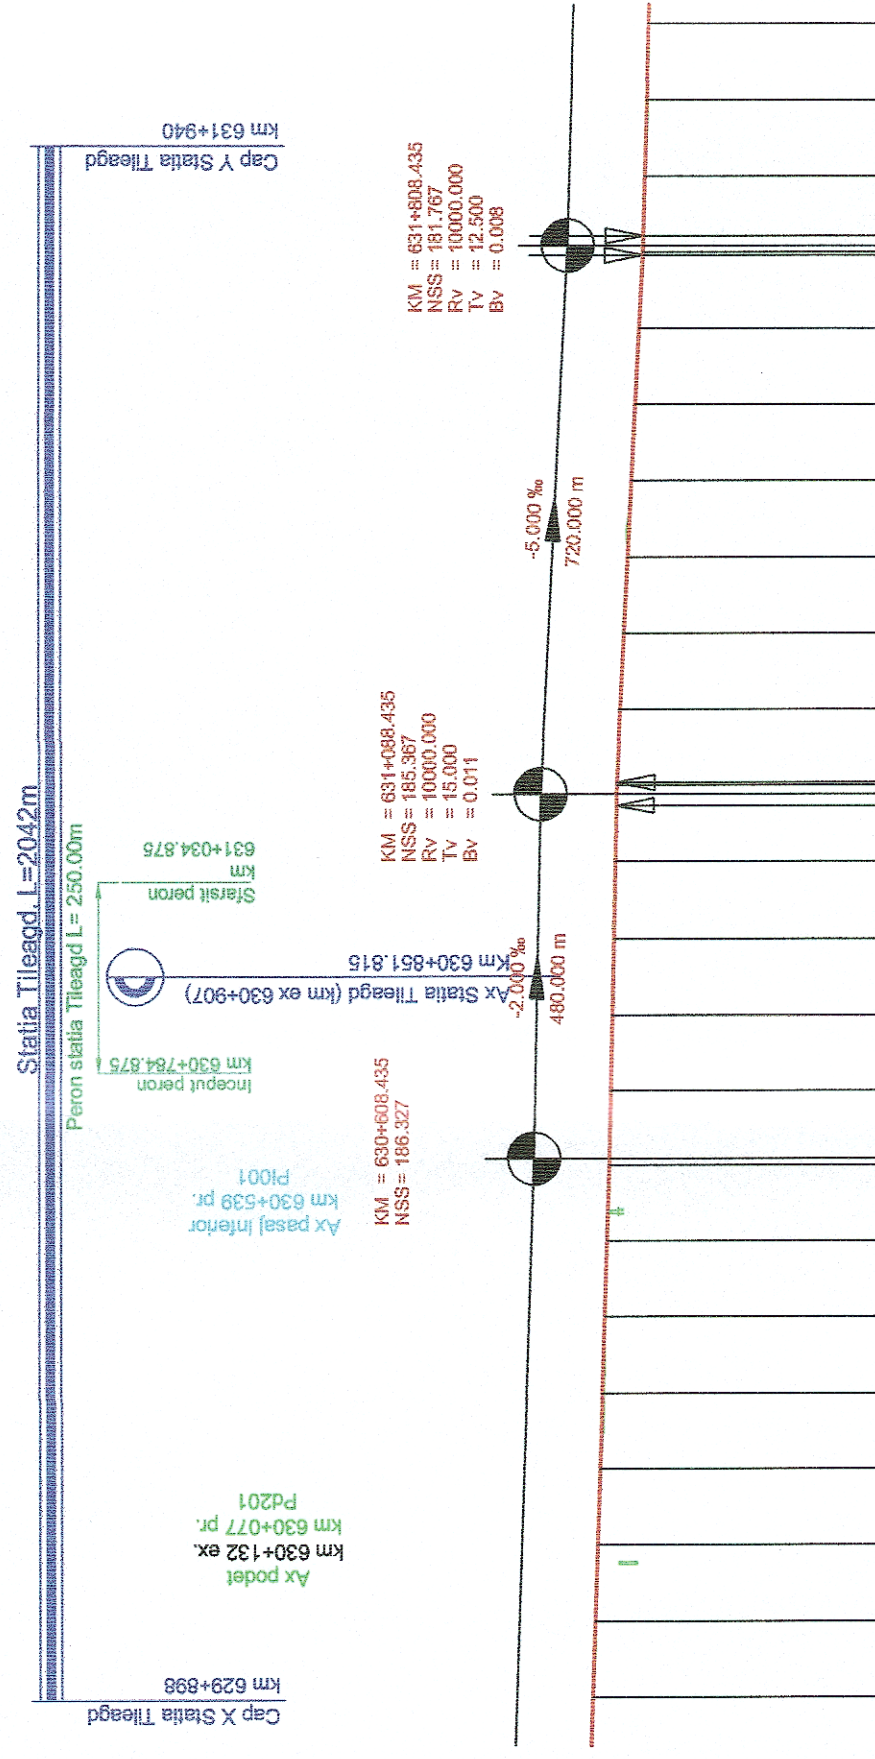 Statia Tileagd, L=2042m
Peron statia Tileagd L= 250.00m
Cap X Statia Tileagd
km 629+898
Cap Y Statia Tileagd
km 631+940
Ax podet
km 630+132 ex.
km 630+077 pr.
Pd201
Ax pasaj inferior
km 630+539 pr.
PI001
Inceput peron
km 630+784.875
Ax Statia Tileagd (km ex 630+907)
Km 630+851.815
Sfarsit peron
km
631+034.875
KM = 630+608.435
NSS = 186.327
-2.000 ‰
480.000 m
KM = 631+088.435
NSS = 185.367
Rv = 10000.000
Tv = 15.000
Bv = 0.011
-5.000 ‰
720.000 m
KM = 631+808.435
NSS = 181.767
Rv = 10000.000
Tv = 12.500
Bv = 0.008